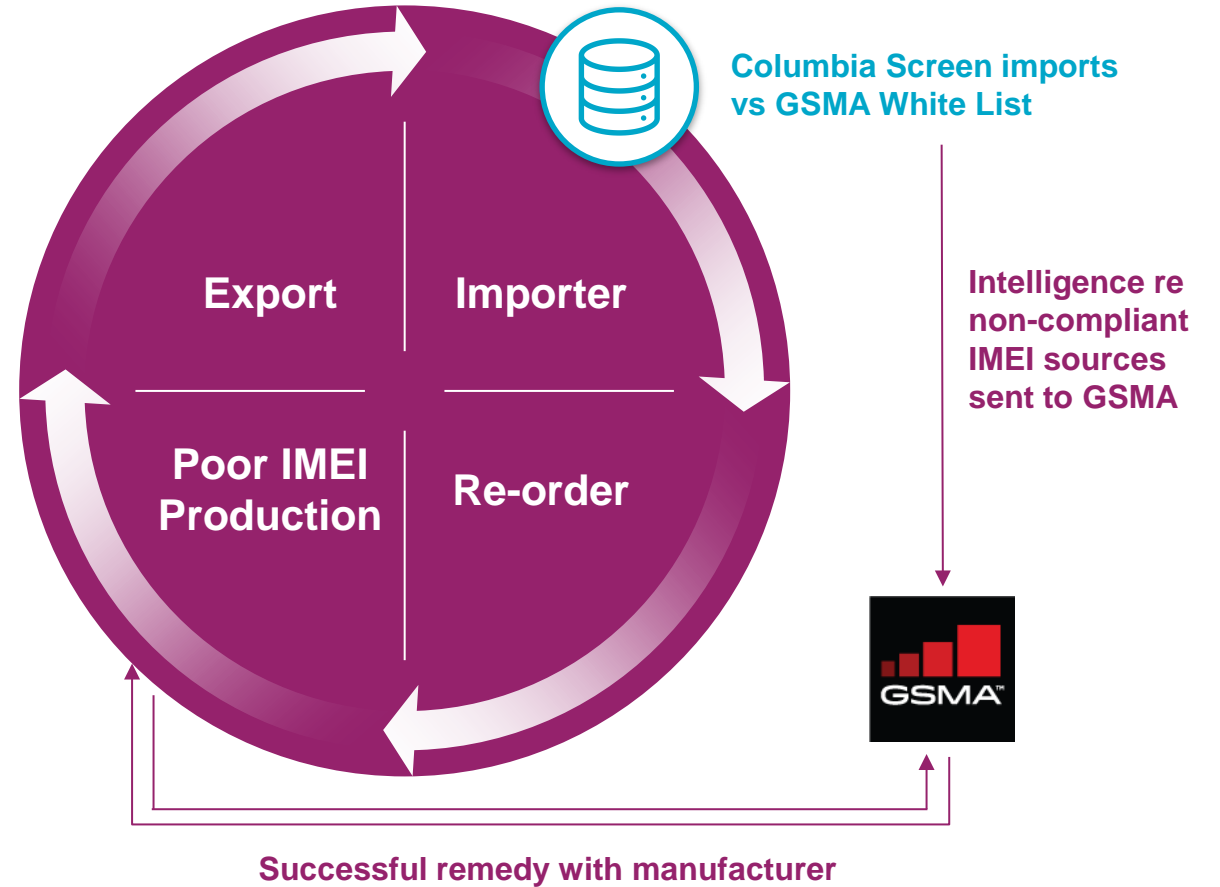 Columbia Screen imports
vs GSMA White List
Export
Importer
Intelligence re
non-compliant
IMEI sources
sent to GSMA
Poor IMEI
Production
Re-order
GSMA™
Successful remedy with manufacturer